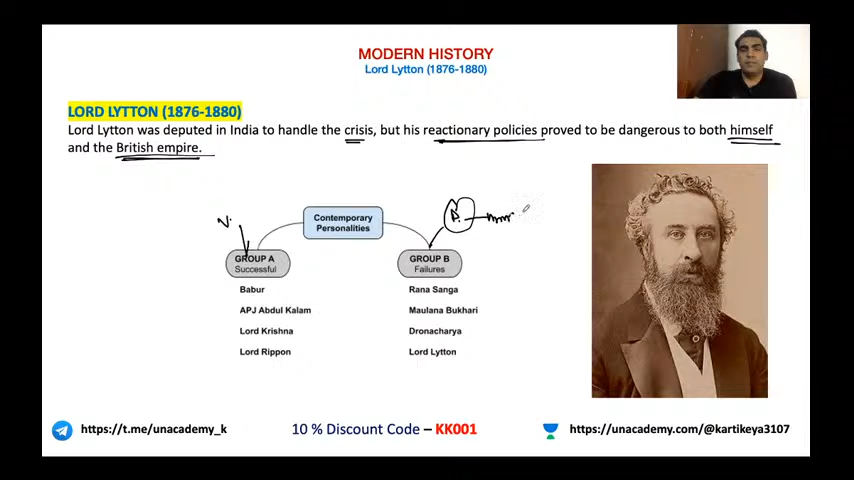 MODERN HISTORY
Lord Lytton (1876-1880)
LORD LYTTON (1876-1880)
Lord Lytton was deputed in India to handle the crisis, but his reactionary policies proved to be dangerous to both himself
and the British empire.
Contemporary
Personalities
GROUP A
Successful
GROUP B
Failures
Babur
Rana Sanga
APJ Abdul Kalam
Maulana Bukhari
Lord Krishna
Dronacharya
Lord Rippon
Lord Lytton
https://t.me/unacademy_k
10 % Discount Code – KK001
https://unacademy.com/@kartikeya3107